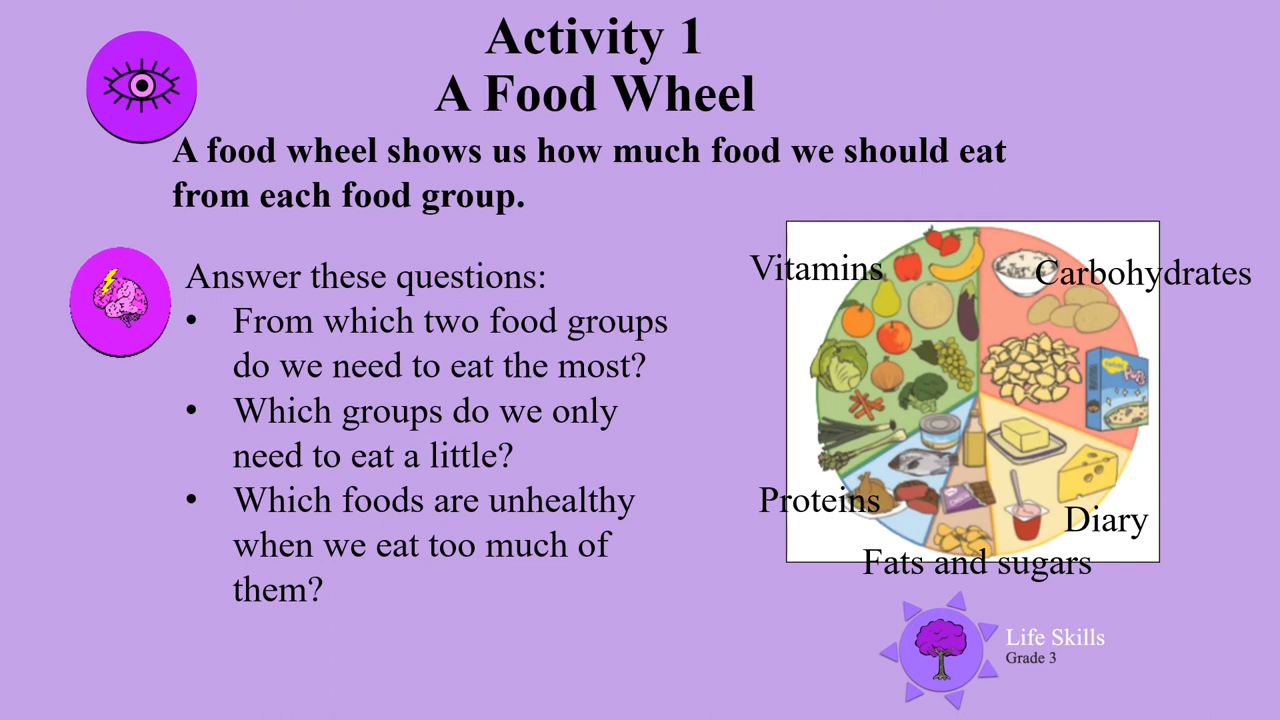 Activity 1
A Food Wheel
A food wheel shows us how much food we should eat
from each food group.
Answer these questions:
• From which two food groups
do we need to eat the most?
• Which groups do we only
need to eat a little?
• Which foods are unhealthy
when we eat too much of
them?
Vitamins
Carbohydrates
Proteins
Diary
Fats and sugars
Life Skills
Grade 3